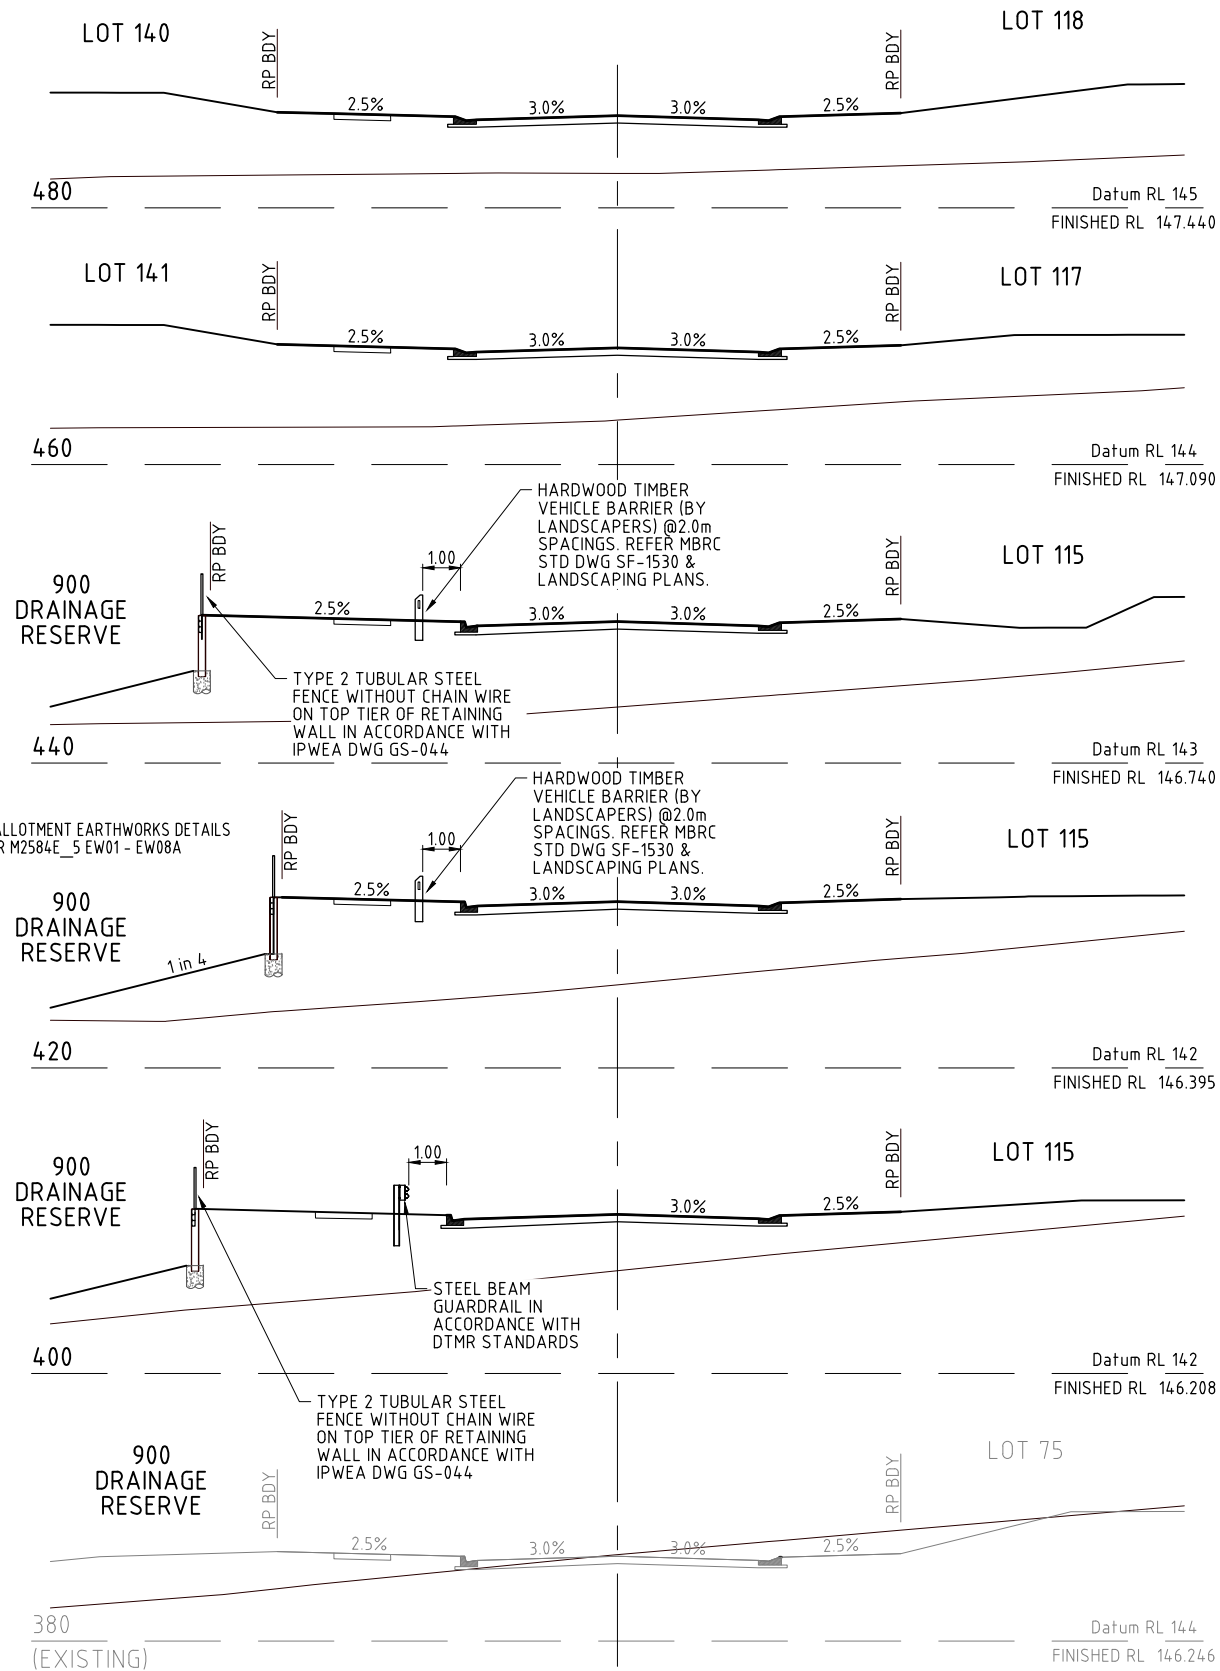 LOT 140
RP BDY
RP BDY
LOT 118
2.5%
3.0%
3.0%
2.5%
480
Datum RL 145
FINISHED RL 147.440
LOT 141
RP BDY
RP BDY
LOT 117
2.5%
3.0%
3.0%
2.5%
460
Datum RL 144
FINISHED RL 147.090
HARDWOOD TIMBER
VEHICLE BARRIER (BY
LANDSCAPERS) @2.0m
SPACINGS. REFER MBRC
STD DWG SF-1530 &
LANDSCAPING PLANS.
RP BDY
1.00
RP BDY
LOT 115
900
DRAINAGE
RESERVE
2.5%
3.0%
3.0%
2.5%
TYPE 2 TUBULAR STEEL
FENCE WITHOUT CHAIN WIRE
ON TOP TIER OF RETAINING
WALL IN ACCORDANCE WITH
IPWEA DWG GS-044
440
Datum RL 143
FINISHED RL 146.740
HARDWOOD TIMBER
VEHICLE BARRIER (BY
LANDSCAPERS) @2.0m
SPACINGS. REFER MBRC
STD DWG SF-1530 &
LANDSCAPING PLANS.
ALLOTMENT EARTHWORKS DETAILS
R M2584E_5 EW01 - EW08A
RP BDY
1.00
RP BDY
LOT 115
900
DRAINAGE
RESERVE
2.5%
3.0%
3.0%
2.5%
1 in 4
420
Datum RL 142
FINISHED RL 146.395
RP BDY
1.00
RP BDY
LOT 115
900
DRAINAGE
RESERVE
3.0%
2.5%
STEEL BEAM
GUARDRAIL IN
ACCORDANCE WITH
DTMR STANDARDS
400
Datum RL 142
FINISHED RL 146.208
TYPE 2 TUBULAR STEEL
FENCE WITHOUT CHAIN WIRE
ON TOP TIER OF RETAINING
WALL IN ACCORDANCE WITH
IPWEA DWG GS-044
900
DRAINAGE
RESERVE
RP BDY
RP BDY
LOT 75
2.5%
3.0%
3.0%
2.5%
380
(EXISTING)
Datum RL 144
FINISHED RL 146.246